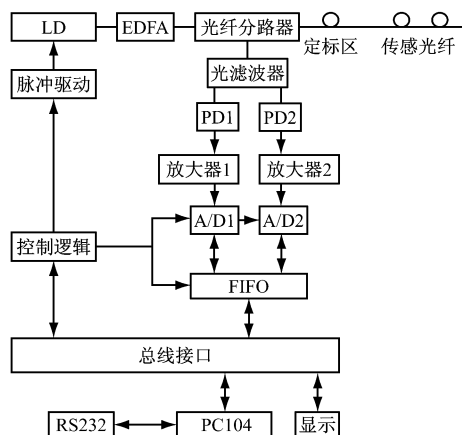 LD
EDFA
光纤分路器
定标区
传感光纤
脉冲驱动
光滤波器
PD1
PD2
放大器1
放大器2
A/D1
A/D2
控制逻辑
FIFO
总线接口
RS232
PC104
显示